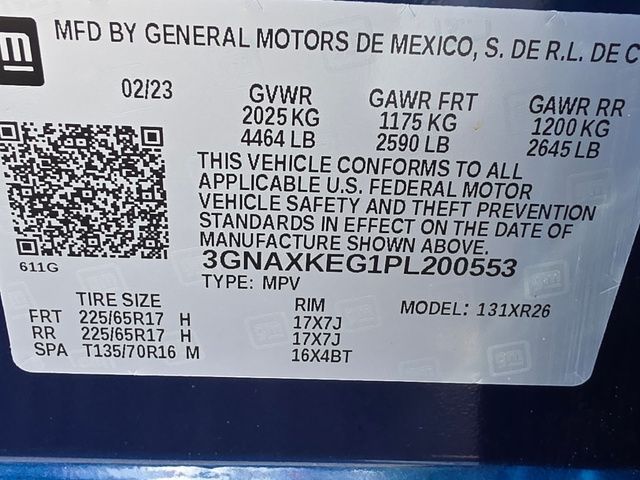 gm
MFD BY GENERAL MOTORS DE MEXICO, S. DE R.L. DE C
02/23 GVWR GAWR FRT GAWR RR
2025 KG 1175 KG 1200 KG
4464 LB 2590 LB 2645 LB
THIS VEHICLE CONFORMS TO ALL
APPLICABLE U.S. FEDERAL MOTOR
VEHICLE SAFETY AND THEFT PREVENTION
STANDARDS IN EFFECT ON THE DATE OF
MANUFACTURE SHOWN ABOVE.
611G 3GNAXKEG1PL200553
TYPE: MPV
TIRE SIZE RIM MODEL: 131XR26
FRT 225/65R17 H 17X7J
RR 225/65R17 H 17X7J
SPA T135/70R16 M 16X4BT